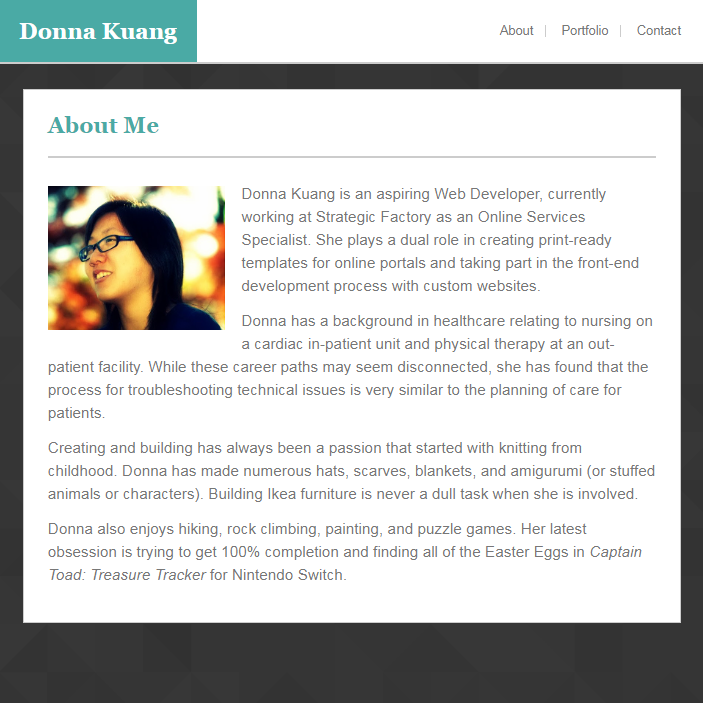 Donna Kuang
About
Portfolio
Contact
About Me
Donna Kuang is an aspiring Web Developer, currently
working at Strategic Factory as an Online Services
Specialist. She plays a dual role in creating print-ready
templates for online portals and taking part in the front-end
development process with custom websites.
Donna has a background in healthcare relating to nursing on
a cardiac in-patient unit and physical therapy at an out-
patient facility. While these career paths may seem disconnected, she has found that the
process for troubleshooting technical issues is very similar to the planning of care for
patients.
Creating and building has always been a passion that started with knitting from
childhood. Donna has made numerous hats, scarves, blankets, and amigurumi (or stuffed
animals or characters). Building Ikea furniture is never a dull task when she is involved.
Donna also enjoys hiking, rock climbing, painting, and puzzle games. Her latest
obsession is trying to get 100% completion and finding all of the Easter Eggs in Captain
Toad: Treasure Tracker for Nintendo Switch.